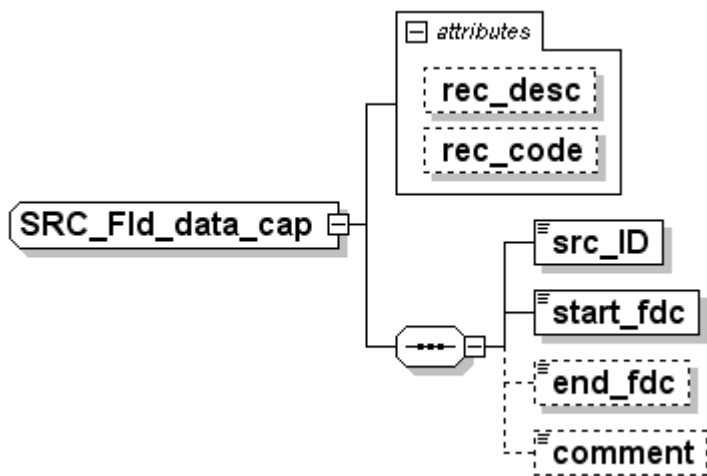 attributes
rec_desc
rec_code
SRC_Fld_data_cap
src_ID
start_fdc
end_fdc
comment